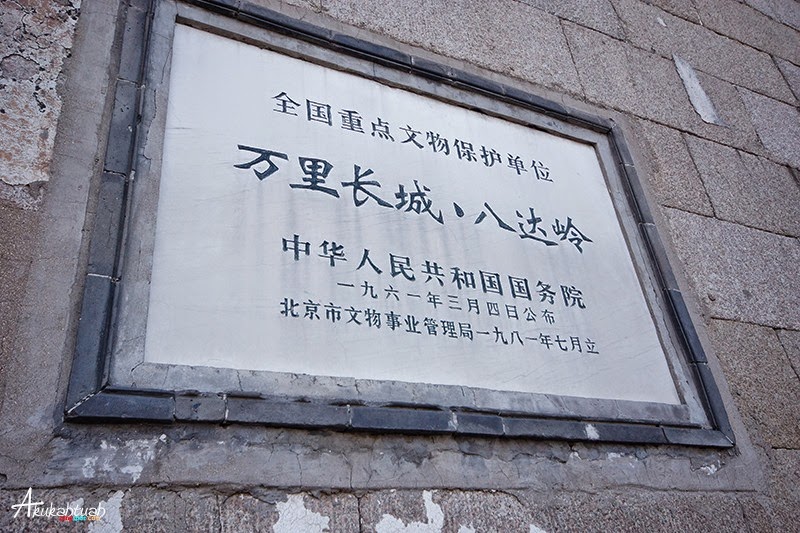 全国重点文物保护单位
万里长城·八达岭
中华人民共和国国务院
一九六一年三月四日公布
北京市文物事业管理局一九八一年七月立
Akukabtuah